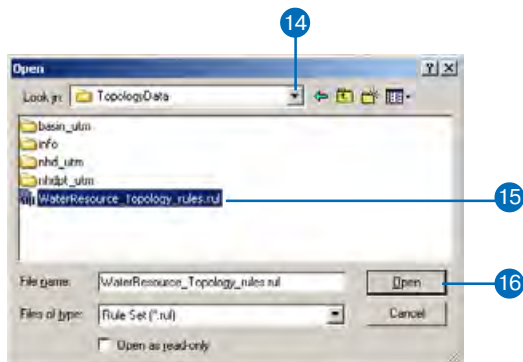 14
Open
Look in: TopologyData
basin_utm
info
nhd_utm
nhdpt_utm
WaterResource_Topology_rules.rul
15
File name: WaterResource_Topology_rules.rul Open
16
Files of type: Rule Set (*.rul) Cancel
Open as read-only